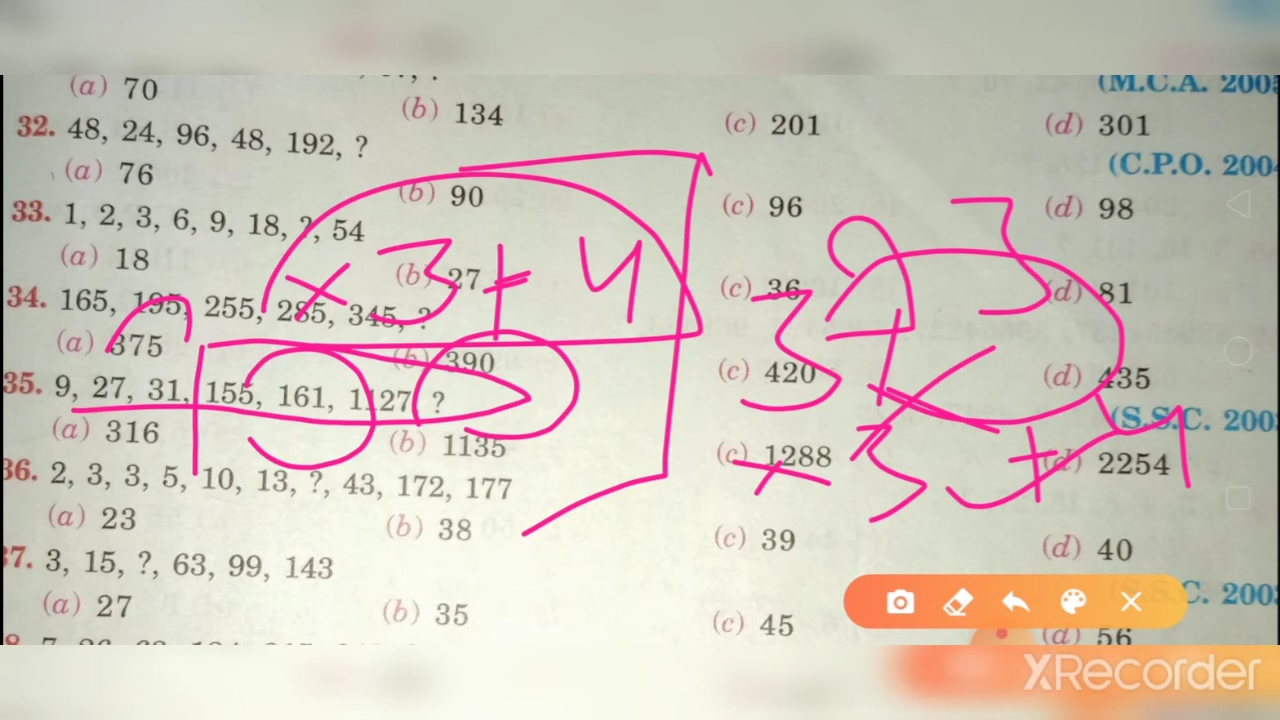 (a) 70
(b) 134
(c) 201
(d) 301
(M.C.A. 2005
32. 48, 24, 96, 48, 192, ?
(C.P.O. 2004
(a) 76
(b) 90
(c) 96
(d) 98
33. 1, 2, 3, 6, 9, 18, ?, 54
(a) 18
(b) 27
(c) 36
(d) 81
34. 165, 195, 255, 285, 345, ?
(a) 375
(b) 390
(c) 420
(d) 435
35. 9, 27, 31, 155, 161, 1127, ?
(S.S.C. 200
(a) 316
(b) 1135
(c) 1288
(d) 2254
36. 2, 3, 3, 5, 10, 13, ?, 43, 172, 177
(a) 23
(b) 38
(c) 39
(d) 40
37. 3, 15, ?, 63, 99, 143
(a) 27
(b) 35
(c) 45
(d) 56
× 3 + 4
XRecorder